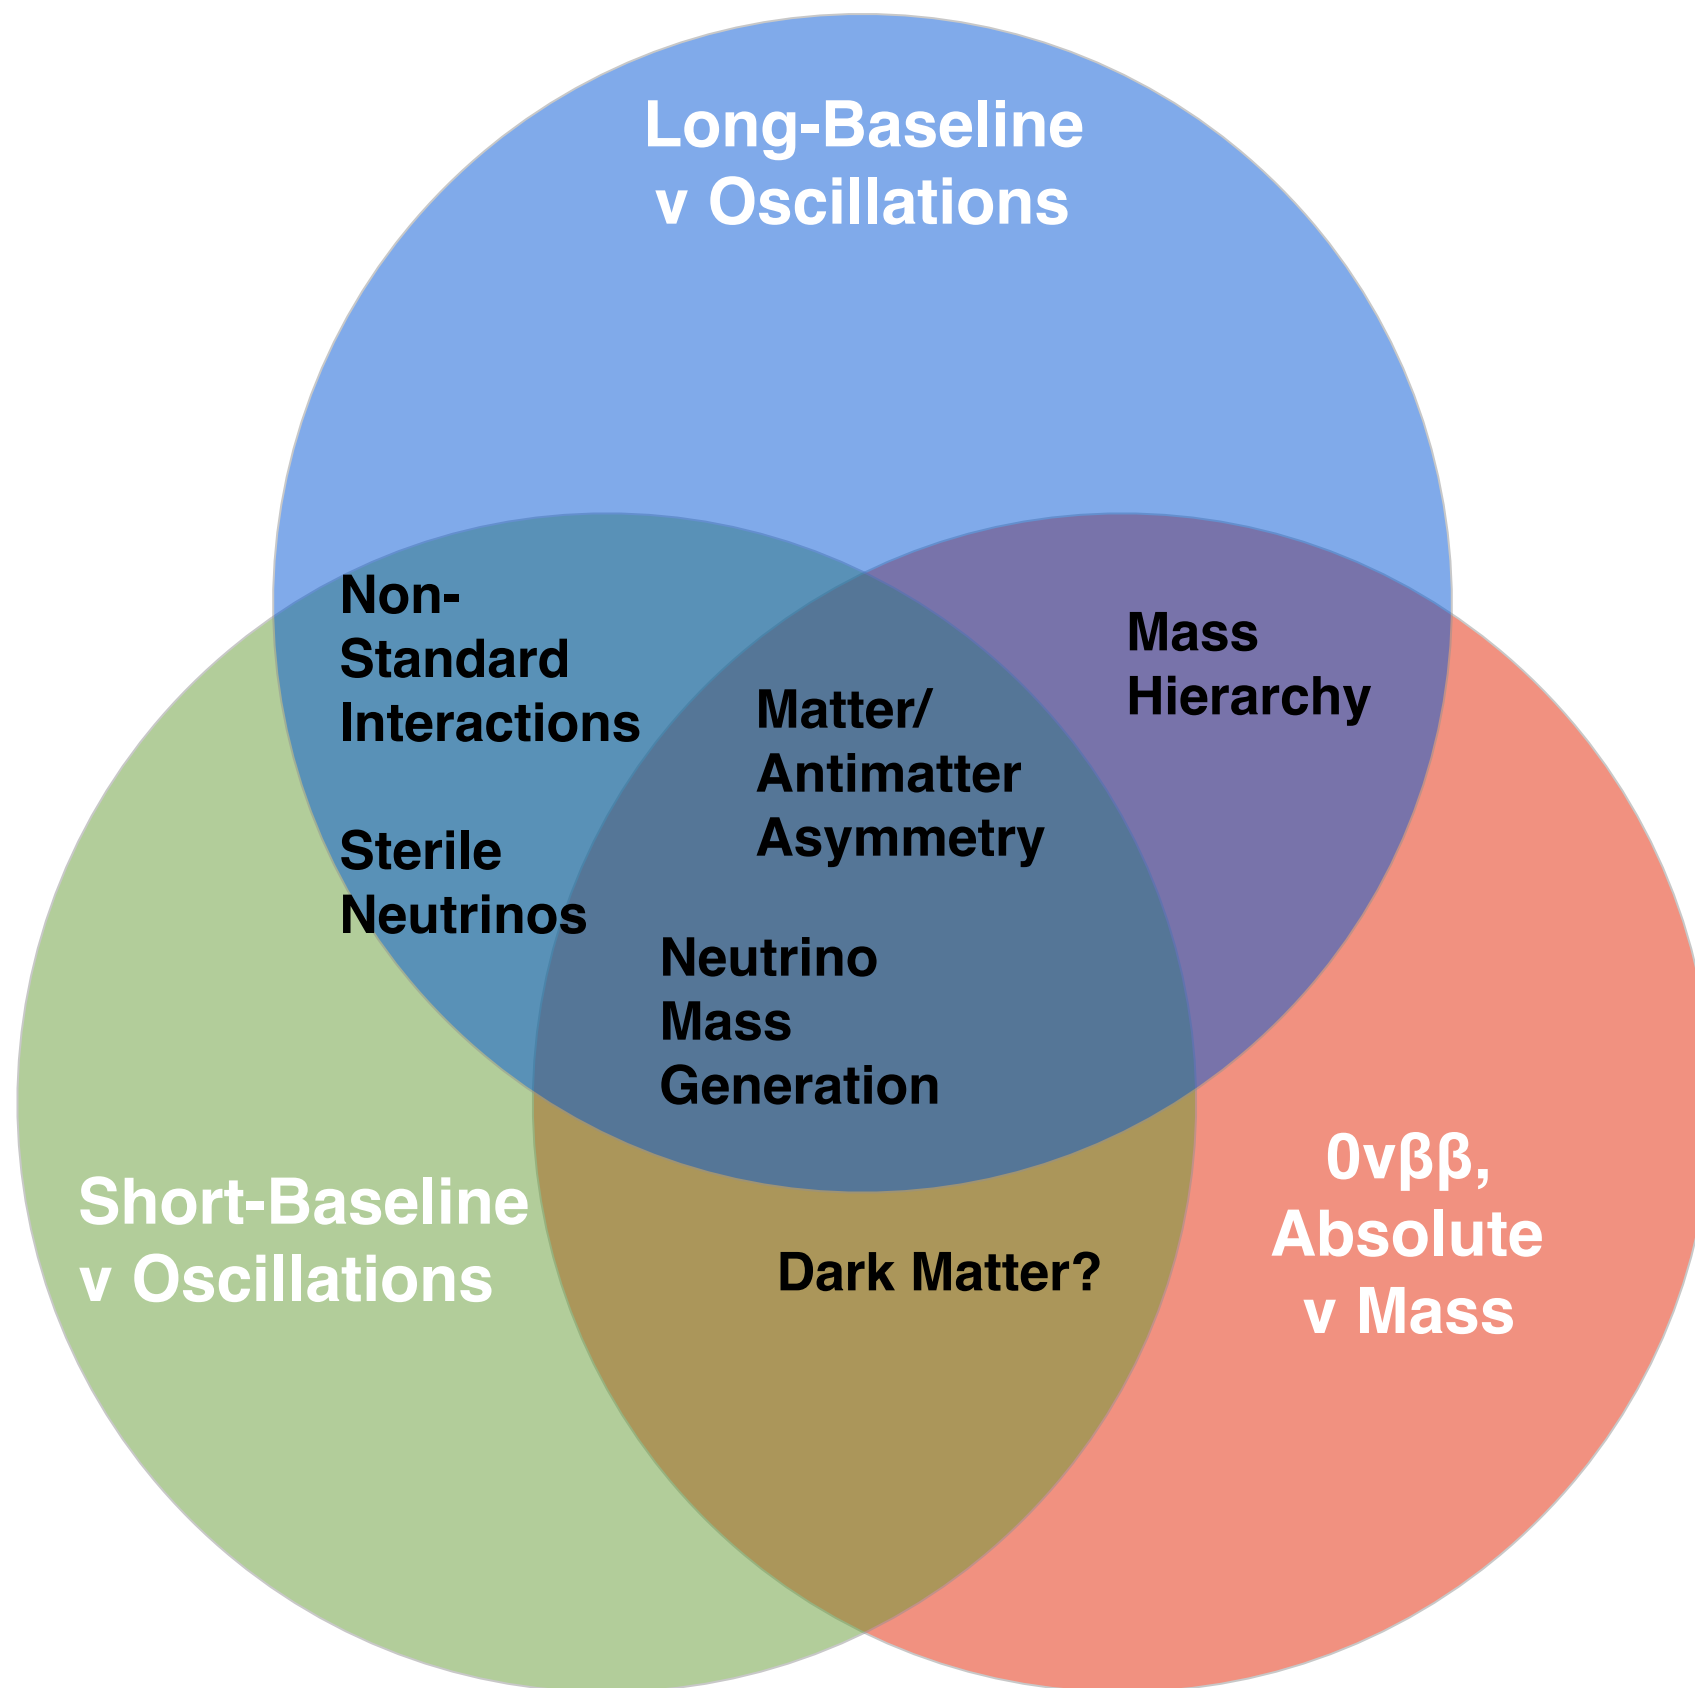 Long-Baseline
v Oscillations
Non-
Standard
Interactions
Sterile
Neutrinos
Matter/
Antimatter
Asymmetry
Mass
Hierarchy
Neutrino
Mass
Generation
Short-Baseline
v Oscillations
Dark Matter?
0vββ,
Absolute
v Mass